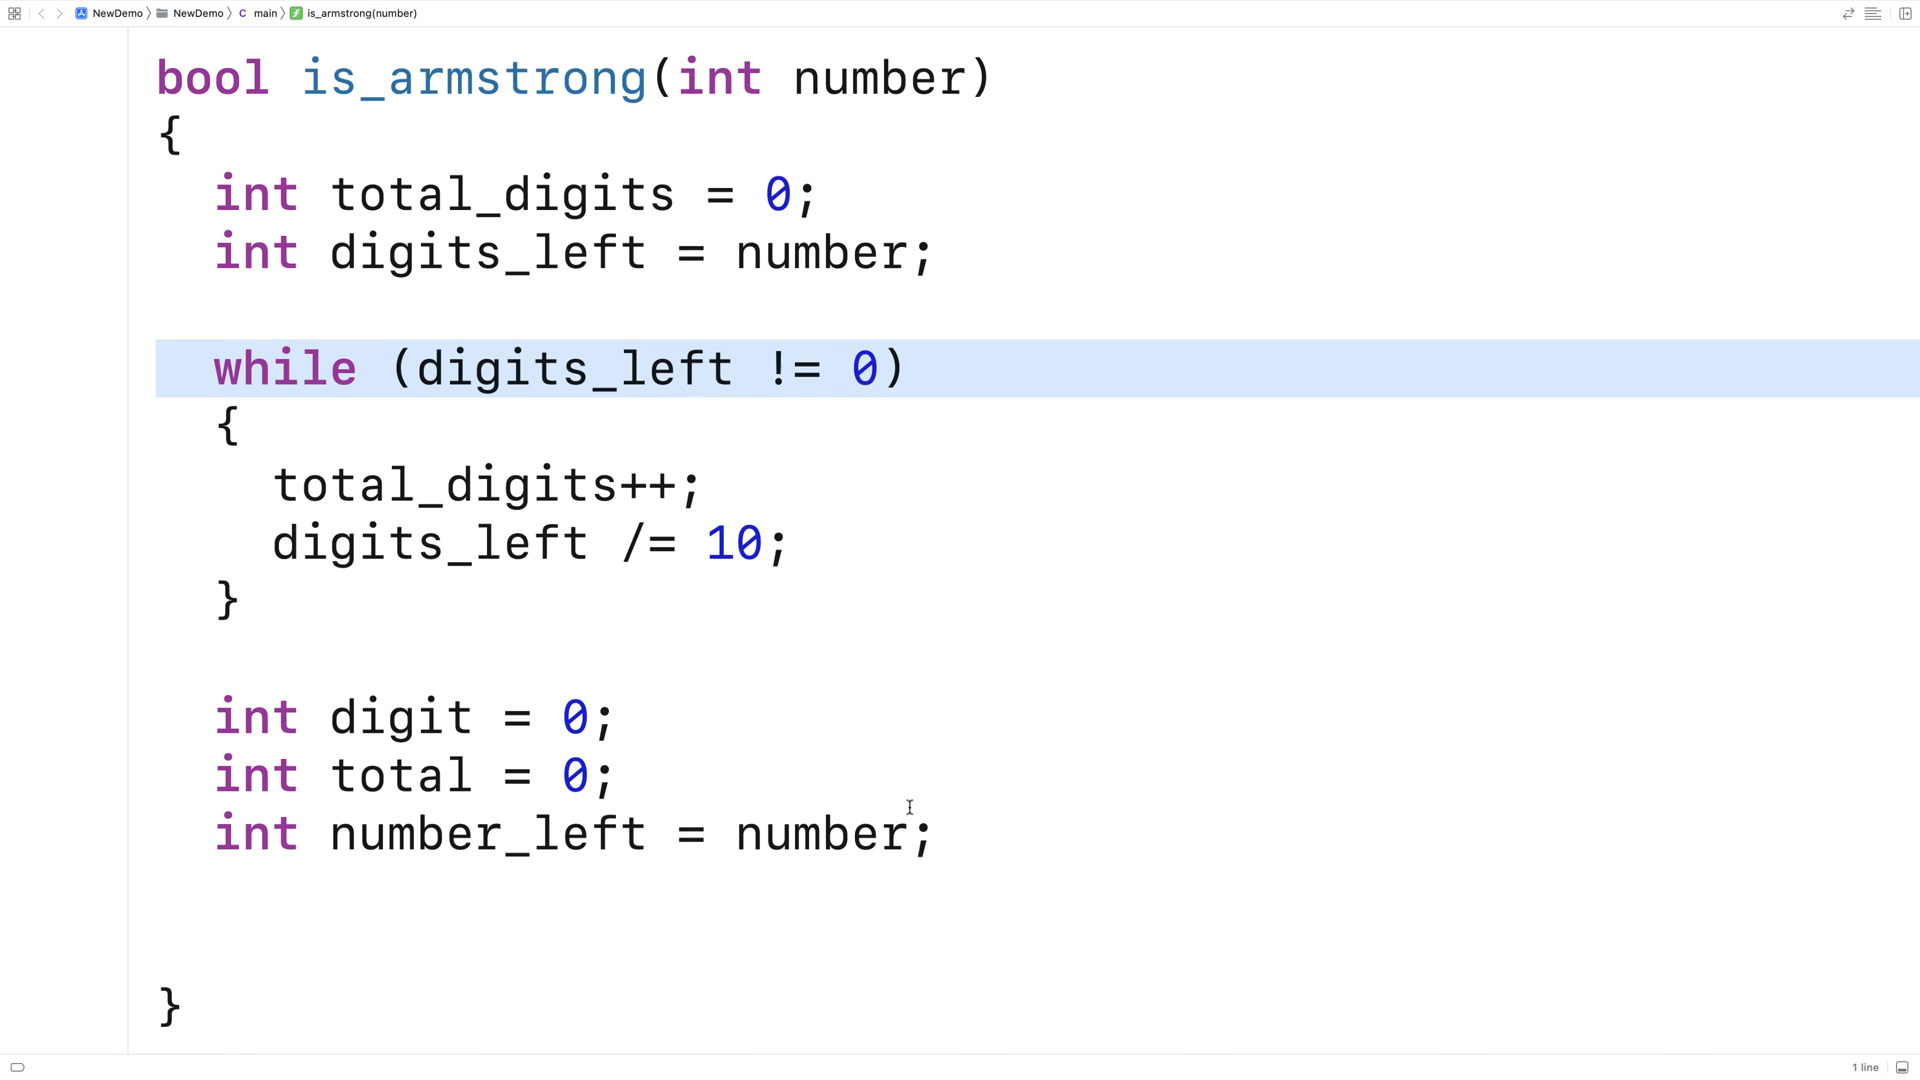 NewDemo NewDemo C main f is_armstrong(number)
bool is_armstrong(int number)
{
int total_digits = 0;
int digits_left = number;
while (digits_left != 0)
{
total_digits++;
digits_left /= 10;
}
int digit = 0;
int total = 0;
int number_left = number;
}
1 line